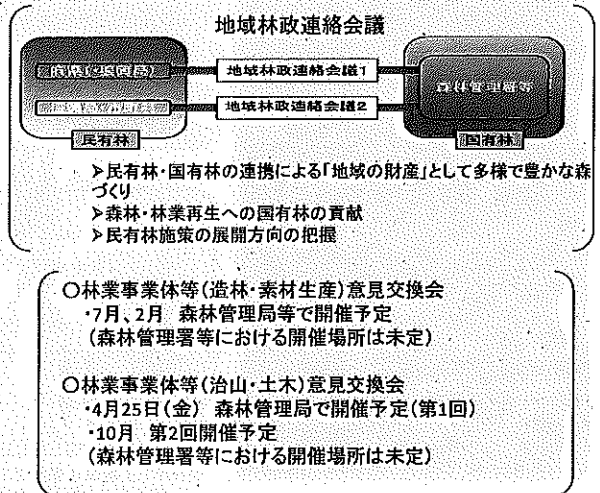 地域林政連絡会議
地域林政連絡会議1
地域林政連絡会議2
森林管理署等
民有林
国有林
➢民有林・国有林の連携による「地域の財産」として多様で豊かな森
づくり
➢森林・林業再生への国有林の貢献
➢民有林施策の展開方向の把握
○林業事業体等(造林・素材生産)意見交換会
・7月、2月 森林管理局等で開催予定
(森林管理署等における開催場所は未定)
○林業事業体等(治山・土木)意見交換会
・4月25日(金) 森林管理局で開催予定(第1回)
・10月 第2回開催予定
(森林管理署等における開催場所は未定)